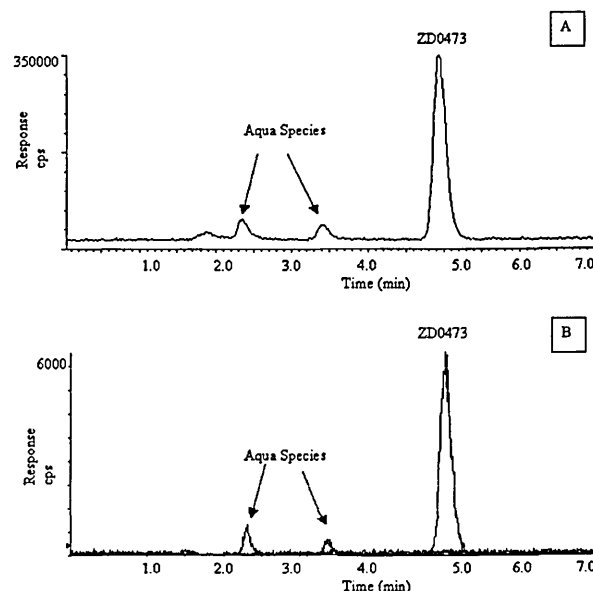 A
ZD0473
350000
Aqua Species
Response
cps
1.0 2.0 3.0 4.0 5.0 6.0 7.0
Time (min)
B
ZD0473
6000
Aqua Species
Response
cps
1.0 2.0 3.0 4.0 5.0 6.0 7.0
Time (min)